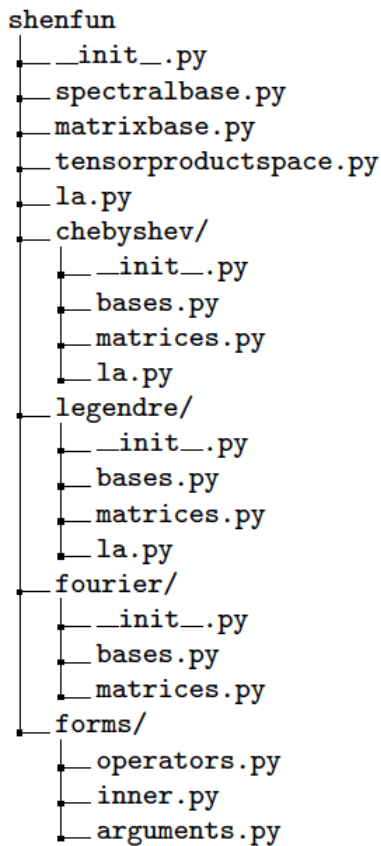 shenfun
__init__.py
spectralbase.py
matrixbase.py
tensorproductspace.py
la.py
chebyshev/
__init__.py
bases.py
matrices.py
la.py
legendre/
__init__.py
bases.py
matrices.py
la.py
fourier/
__init__.py
bases.py
matrices.py
forms/
operators.py
inner.py
arguments.py